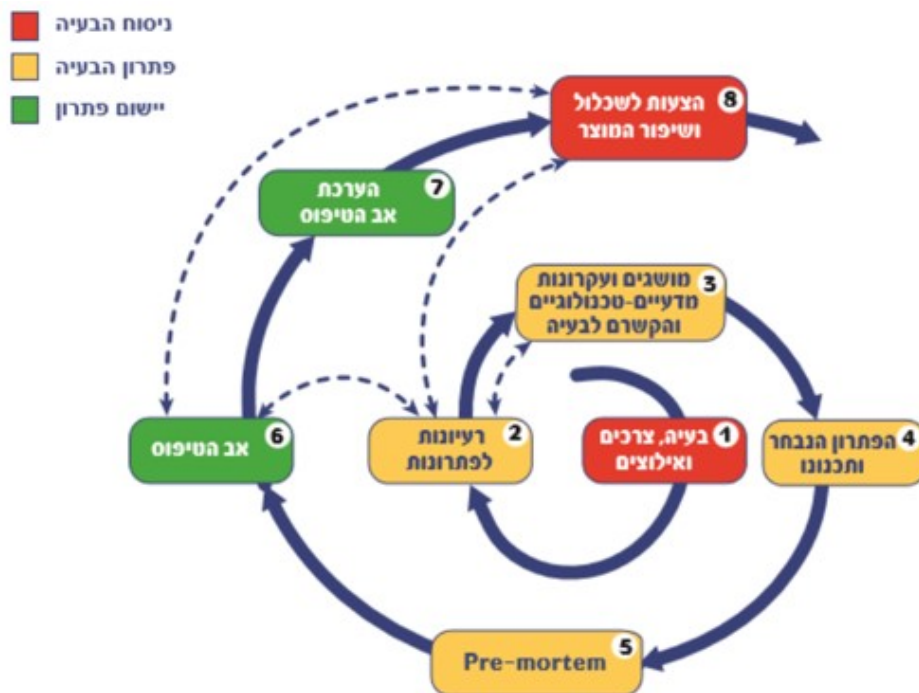 ניסוח הבעיה
פתרון הבעיה
יישום פתרון
8
הצעות לשכלול
ושיפור המוצר
7
הערכת
אב הטיפוס
3
מושגים ועקרונות
מדעיים-טכנולוגיים
והקשרם לבעיה
6
אב הטיפוס
2
רעיונות
לפתרונות
1
בעיה, צרכים
ואילוצים
4
הפתרון הנבחר
ותכנונו
5
Pre-mortem